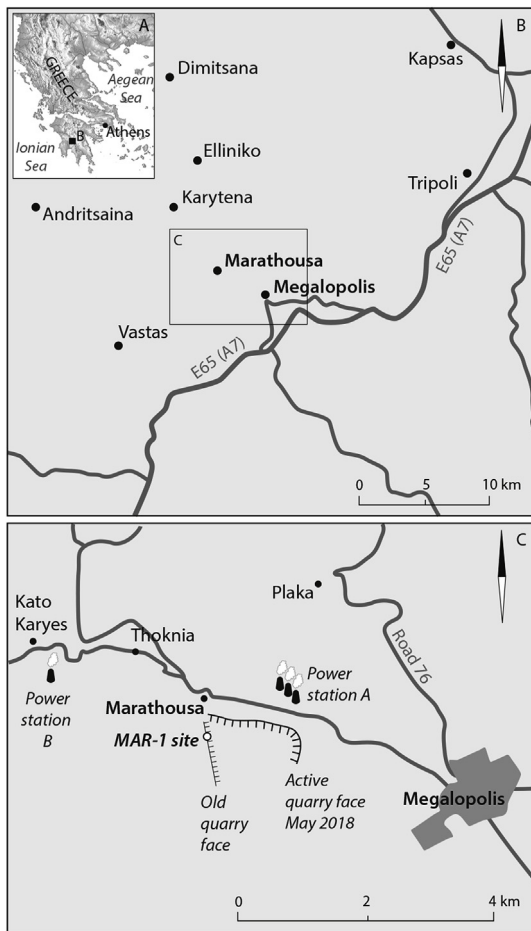 A
GREECE
Aegean
Sea
Athens
B
Ionian
Sea
B
Kapsas
Dimitsana
Elliniko
Tripoli
Karytena
Andritsaina
C
Marathousa
Megalopolis
E65 (A7)
Vastas
E65 (A7)
0 5 10 km
C
Plaka
Kato
Karyes
Thoknia
Road 76
Power
station A
Power
station
B
Marathousa
MAR-1 site
Old
quarry
face
Active
quarry face
May 2018
Megalopolis
0 2 4 km